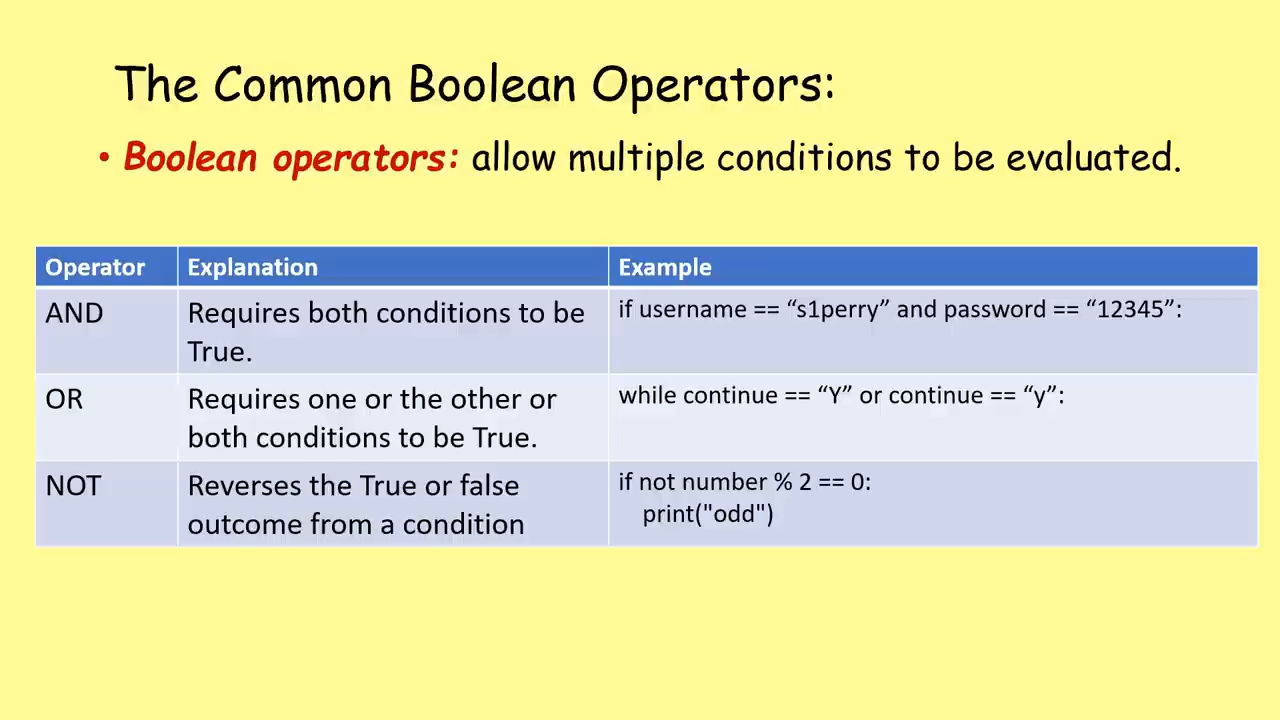 The Common Boolean Operators:
• Boolean operators: allow multiple conditions to be evaluated.
Operator Explanation Example
AND Requires both conditions to be if username == “s1perry” and password == “12345”:
True.
OR Requires one or the other or while continue == “Y” or continue == “y”:
both conditions to be True.
NOT Reverses the True or false if not number % 2 == 0:
outcome from a condition print("odd")